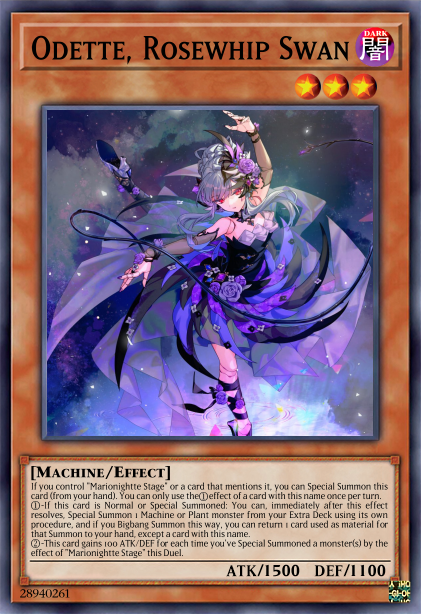 ODETTE, ROSEWHIP SWAN
DARK
闇
[MACHINE/EFFECT]
If you control "Marionightte Stage" or a card that mentions it, you can Special Summon this
card (from your hand). You can only use the①effect of a card with this name once per turn.
①-If this card is Normal or Special Summoned: You can, immediately after this effect
resolves, Special Summon 1 Machine or Plant monster from your Extra Deck using its own
procedure, and if you Bigbang Summon this way, you can return 1 card used as material for
that Summon to your hand, except a card with this name.
②-This card gains 100 ATK/DEF for each time you've Special Summoned a monster(s) by the
effect of "Marionightte Stage" this Duel.
ATK/1500 DEF/1100
28940261